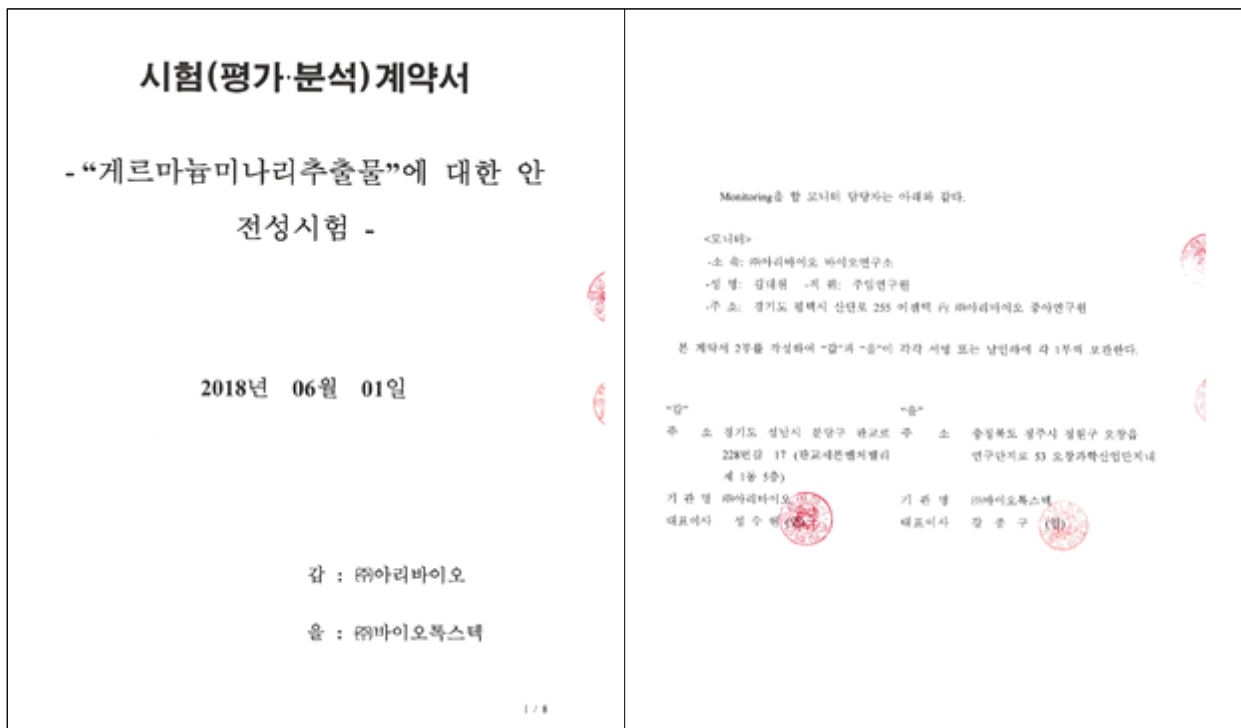 시험(평가·분석)계약서
- “게르마늄미나리추출물”에 대한 안
전성시험 -
2018년 06월 01일
갑 : ㈜아리바이오
을 : ㈜바이오톡스텍
1 / 8
Monitoring을 할 모니터 담당자는 아래와 같다.
<모니터>
-소 속: ㈜아리바이오 바이오연구소
-성 명: -직 위: 주임연구원
-주 소: 경기도 평택시 산단로 255 내 ㈜아리바이오 중앙연구원
본 계약서 2부를 작성하여 “갑”과 “을”이 각각 서명 또는 날인하여 각 1부씩 보관한다.
“갑”
주 소 경기도 성남시 분당구 판교로
228번길 17 (판교세븐벤처밸리
제 1동 5층)
기 관 명 ㈜아리바이오
대표이사 성 수 현
“을”
주 소 충청북도 청주시 청원구 오창읍
연구단지로 53 오창과학산업단지내
기 관 명 ㈜바이오톡스텍
대표이사 강 종 구 (인)